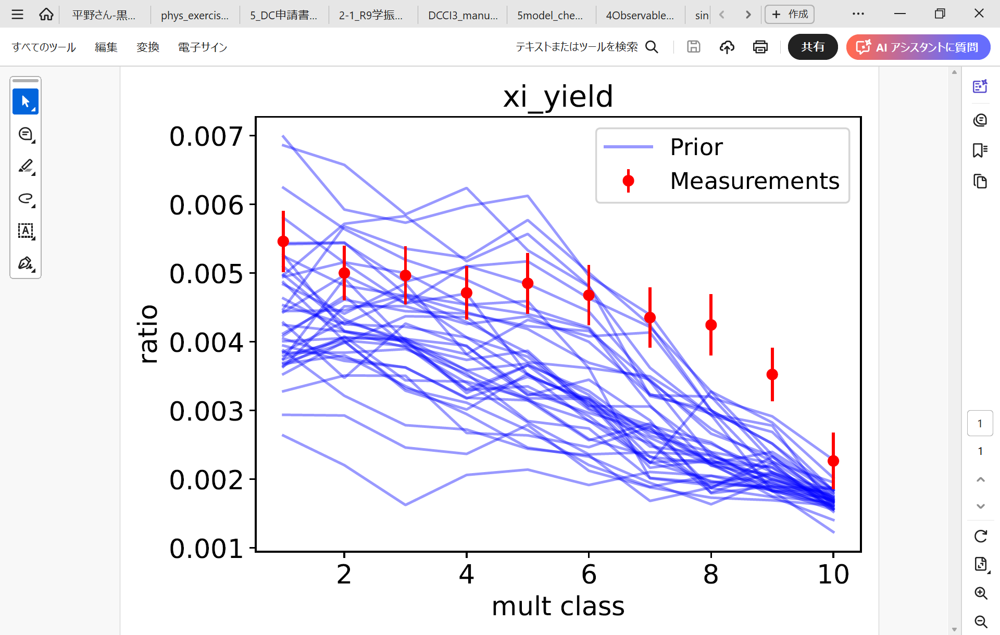 平野さん-黒...
phys_exercis...
5_DC申請書...
2-1_R9学振...
DCCI3_manu...
5model_che...
4Observable...
sin
+ 作成
すべてのツール
編集
変換
電子サイン
テキストまたはツールを検索
共有
AI アシスタントに質問
A
xi_yield
0.007
0.006
0.005
0.004
0.003
0.002
0.001
ratio
Prior
Measurements
2
4
6
8
10
mult class
1
1